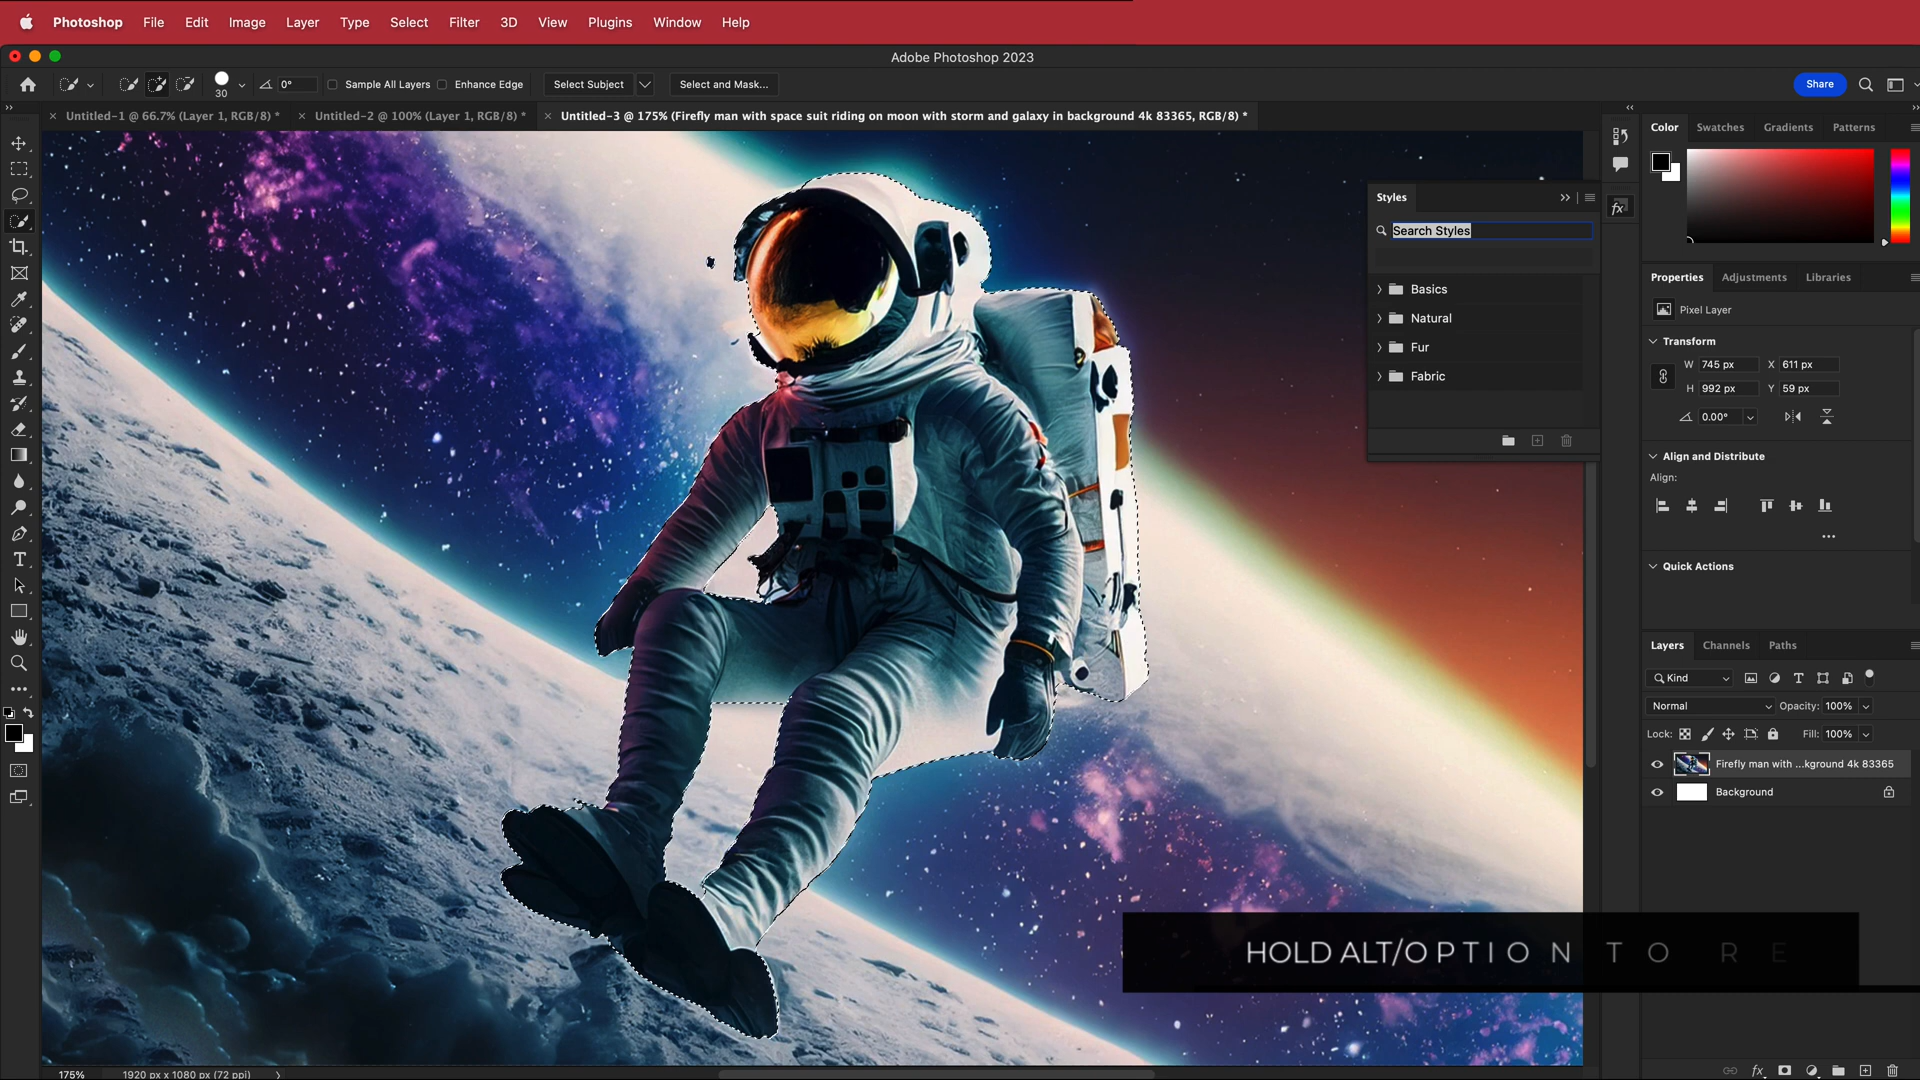 Photoshop File Edit Image Layer Type Select Filter 3D View Plugins Window Help
Adobe Photoshop 2023
30 0° Sample All Layers Enhance Edge Select Subject Select and Mask... Share
Untitled-1 @ 66.7% (Layer 1, RGB/8) * Untitled-2 @ 100% (Layer 1, RGB/8) * Untitled-3 @ 175% (Firefly man with space suit riding on moon with storm and galaxy in background 4k 83365, RGB/8) *
Color Swatches Gradients Patterns
Styles
Search Styles
Basics
Natural
Fur
Fabric
Properties Adjustments Libraries
Pixel Layer
Transform
W 745 px X 611 px
H 992 px Y 59 px
0.00°
Align and Distribute
Align:
Quick Actions
Layers Channels Paths
Kind
Normal Opacity: 100%
Lock: Fill: 100%
Firefly man with ...kground 4k 83365
Background
HOLD ALT/OPTION TO RE
175% 1920 px x 1080 px (72 ppi)